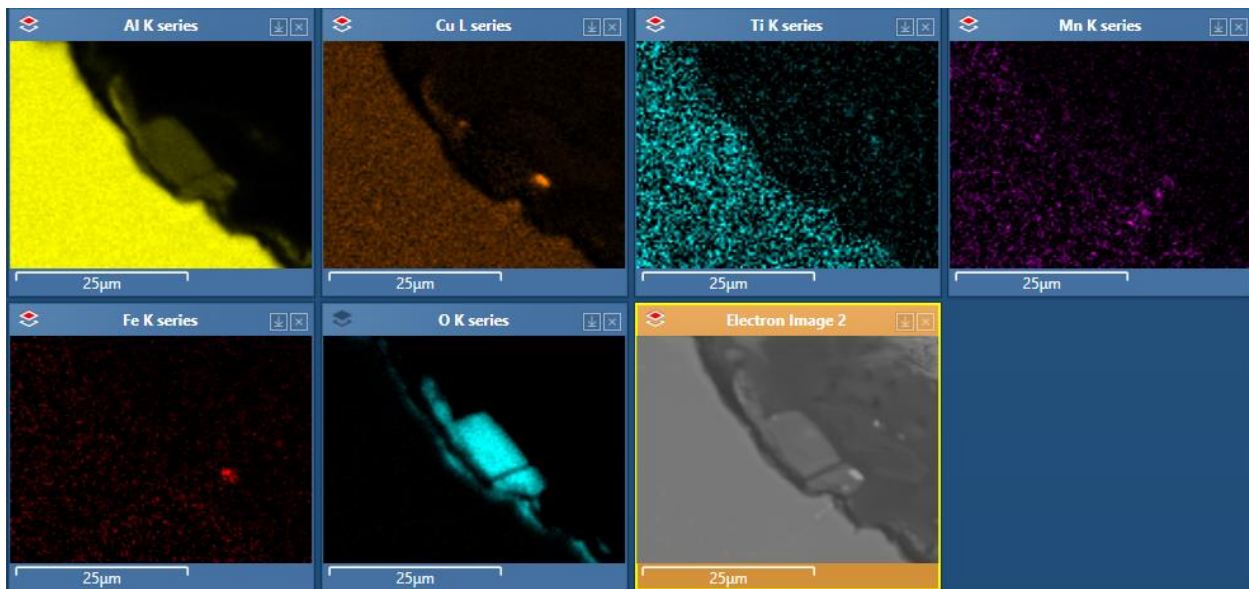 Al K series
Cu L series
Ti K series
Mn K series
25μm
25μm
25μm
25μm
Fe K series
O K series
Electron Image 2
25μm
25μm
25μm